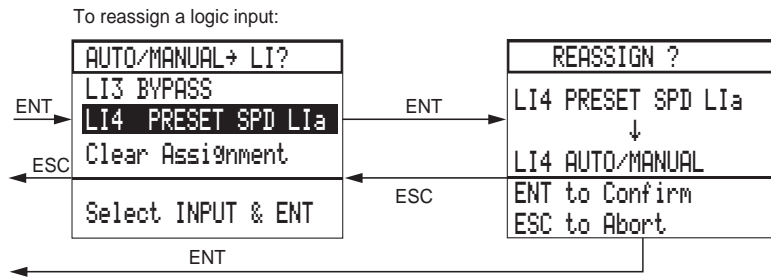 To reassign a logic input:
AUTO/MANUAL→ LI?
LI3 BYPASS
LI4 PRESET SPD LIa
Clear Assignment
Select INPUT & ENT
ENT
ESC
ENT
ESC
REASSIGN ?
LI4 PRESET SPD LIa
↓
LI4 AUTO/MANUAL
ENT to Confirm
ESC to Abort
ENT